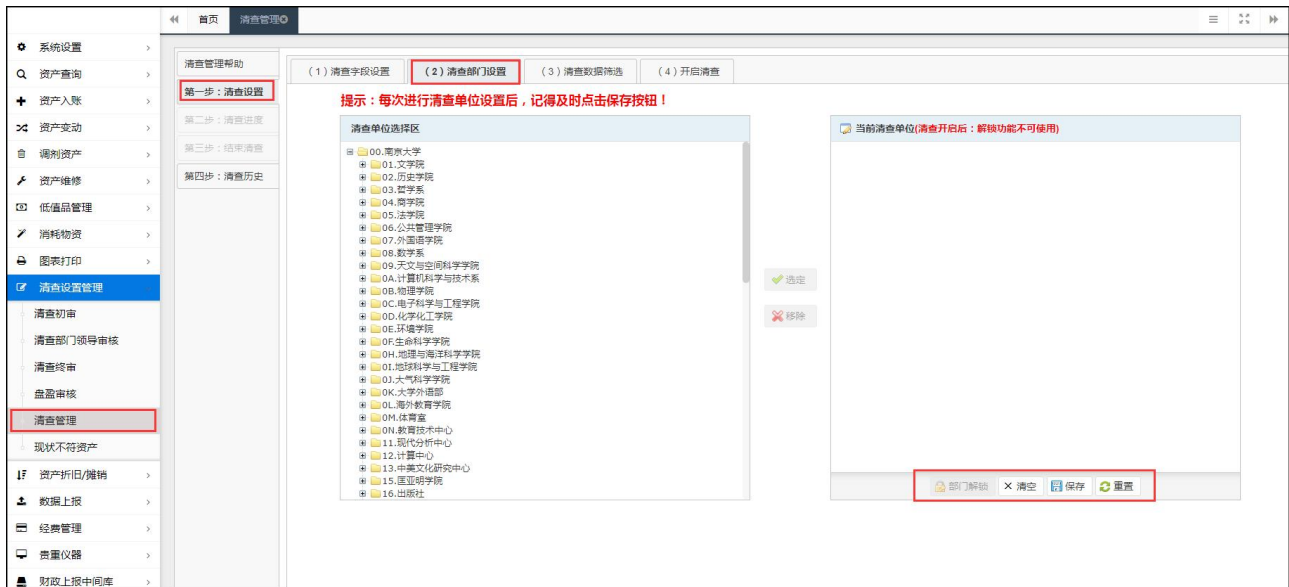 首页
清查管理
系统设置
资产查询
资产入账
资产变动
调剂资产
资产维修
低值品管理
消耗物资
图表打印
清查设置管理
清查初审
清查部门领导审核
清查终审
盘盈审核
清查管理
现状不符资产
资产折旧/摊销
数据上报
经费管理
贵重仪器
财政上报中间库
清查管理帮助
第一步：清查设置
第二步：清查进度
第三步：结束清查
第四步：清查历史
（1）清查字段设置
（2）清查部门设置
（3）清查数据筛选
（4）开启清查
提示：每次进行清查单位设置后，记得及时点击保存按钮！
清查单位选择区
00.南京大学
01.文学院
02.历史学院
03.哲学系
04.商学院
05.法学院
06.公共管理学院
07.外国语学院
08.数学系
09.天文与空间科学学院
0A.计算机科学与技术系
0B.物理学院
0C.电子科学与工程学院
0D.化学化工学院
0E.环境学院
0F.生命科学学院
0H.地理与海洋科学学院
0I.地球科学与工程学院
0J.大气科学学院
0K.大学外语部
0L.海外教育学院
0M.体育室
0N.教育技术中心
11.现代分析中心
12.计算中心
13.中美文化研究中心
15.匡亚明学院
16.出版社
选定
移除
当前清查单位(清查开启后：解锁功能不可使用)
部门解锁
清空
保存
重置